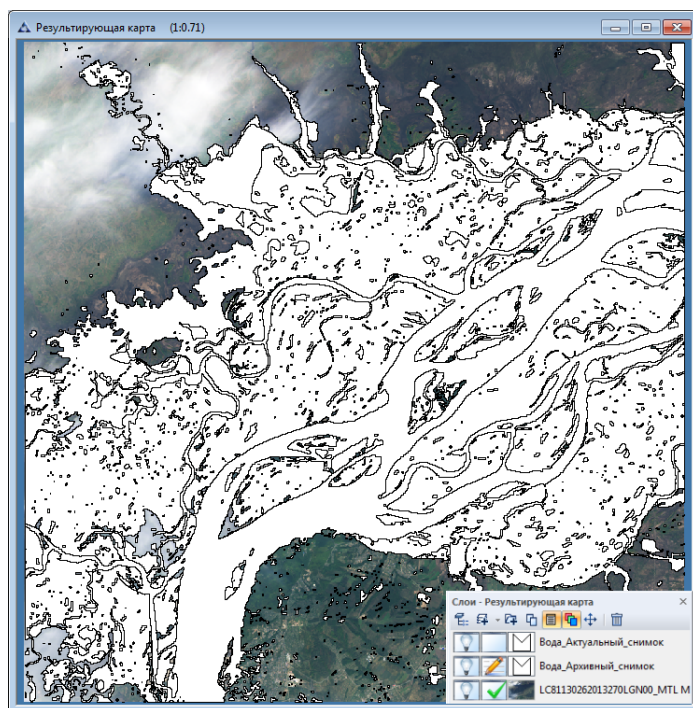 Результирующая карта (1:0.71)
Слои - Результирующая карта
Вода_Актуальный_снимок
Вода_Архивный_снимок
LC81130262013270LGN00_MTL M